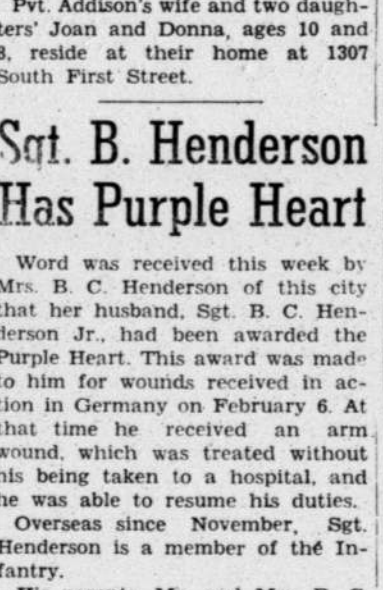 Pvt. Addison's wife and two daugh-
ters' Joan and Donna, ages 10 and
8, reside at their home at 1307
South First Street.
Sgt. B. Henderson
Has Purple Heart
Word was received this week by
Mrs. B. C. Henderson of this city
that her husband, Sgt. B. C. Hen-
derson Jr., had been awarded the
Purple Heart. This award was made
to him for wounds received in ac-
tion in Germany on February 6. At
that time he received an arm
wound, which was treated without
his being taken to a hospital, and
he was able to resume his duties.
Overseas since November, Sgt.
Henderson is a member of the In-
fantry.